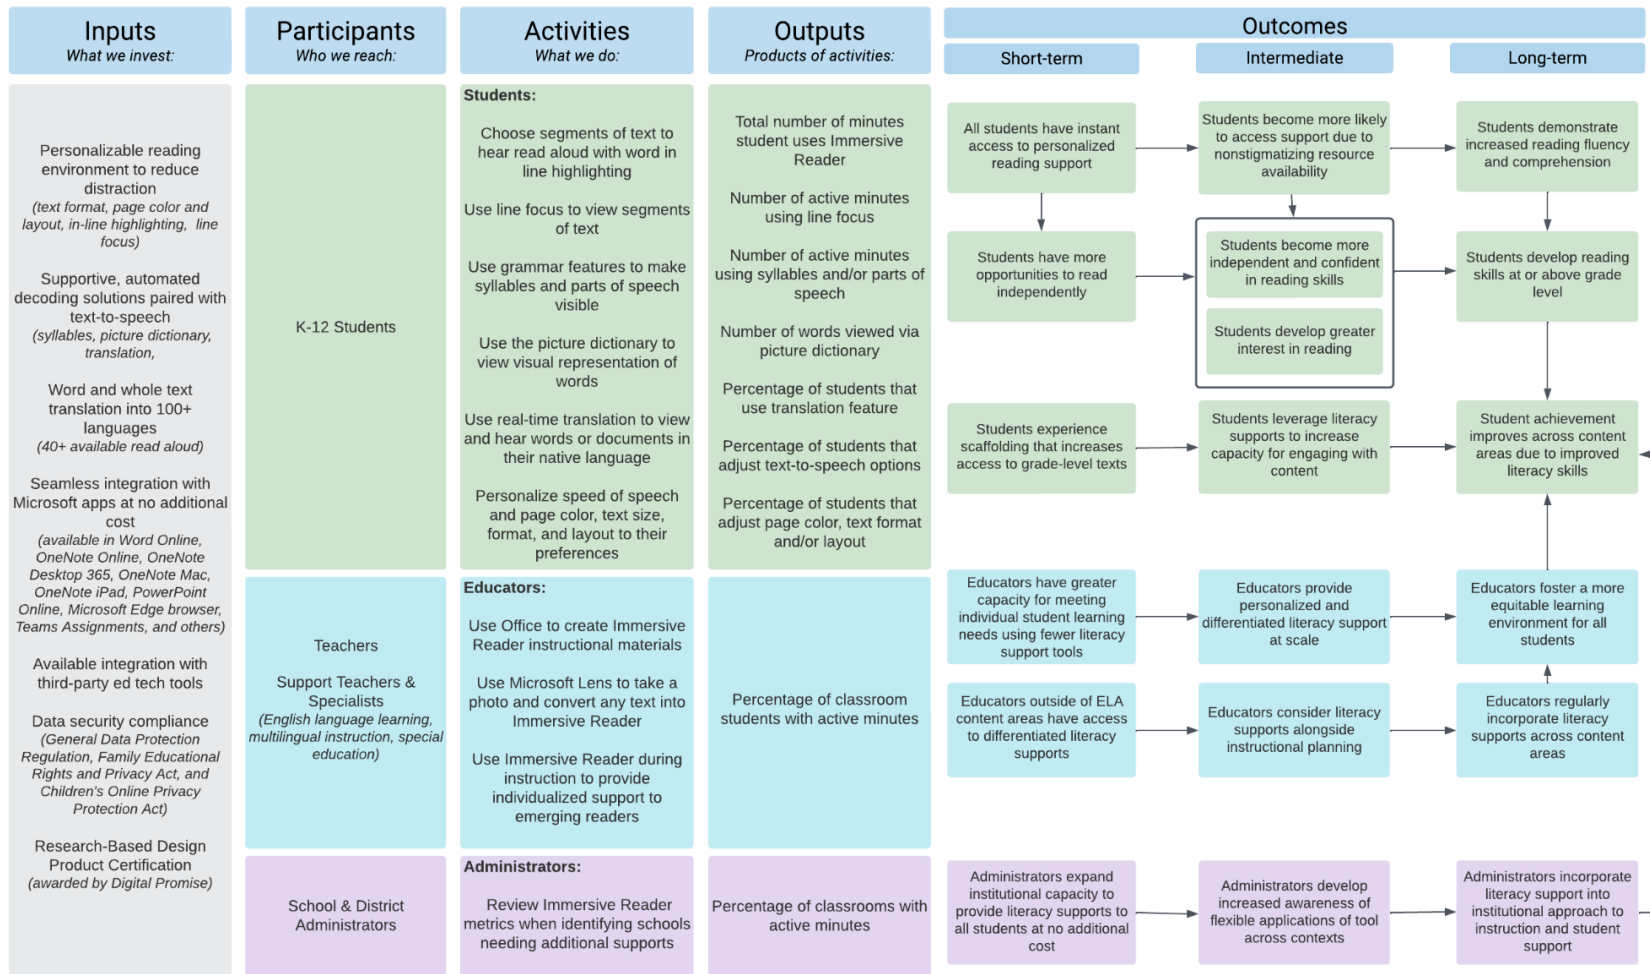 Inputs
What we invest:
Personalizable reading
environment to reduce
distraction
(text format, page color and
layout, in-line highlighting, line
focus)
Supportive, automated
decoding solutions paired with
text-to-speech
(syllables, picture dictionary,
translation,
Word and whole text
translation into 100+
languages
(40+ available read aloud)
Seamless integration with
Microsoft apps at no additional
cost
(available in Word Online,
OneNote Online, OneNote
Desktop 365, OneNote Mac,
OneNote iPad, PowerPoint
Online, Microsoft Edge browser,
Teams Assignments, and others)
Available integration with
third-party ed tech tools
Data security compliance
(General Data Protection
Regulation, Family Educational
Rights and Privacy Act, and
Children's Online Privacy
Protection Act)
Research-Based Design
Product Certification
(awarded by Digital Promise)
Participants
Who we reach:
K-12 Students
Teachers
Support Teachers &
Specialists
(English language learning,
multilingual instruction, special
education)
School & District
Administrators
Activities
What we do:
Students:
Choose segments of text to
hear read aloud with word in
line highlighting
Use line focus to view segments
of text
Use grammar features to make
syllables and parts of speech
visible
Use the picture dictionary to
view visual representation of
words
Use real-time translation to view
and hear words or documents in
their native language
Personalize speed of speech
and page color, text size,
format, and layout to their
preferences
Educators:
Use Office to create Immersive
Reader instructional materials
Use Microsoft Lens to take a
photo and convert any text into
Immersive Reader
Use Immersive Reader during
instruction to provide
individualized support to
emerging readers
Administrators:
Review Immersive Reader
metrics when identifying schools
needing additional supports
Outputs
Products of activities:
Total number of minutes
student uses Immersive
Reader
Number of active minutes
using line focus
Number of active minutes
using syllables and/or parts of
speech
Number of words viewed via
picture dictionary
Percentage of students that
use translation feature
Percentage of students that
adjust text-to-speech options
Percentage of students that
adjust page color, text format
and/or layout
Percentage of classroom
students with active minutes
Percentage of classrooms with
active minutes
Outcomes
Short-term
Intermediate
Long-term
All students have instant
access to personalized
reading support
Students become more likely
to access support due to
nonstigmatizing resource
availability
Students demonstrate
increased reading fluency
and comprehension
Students have more
opportunities to read
independently
Students become more
independent and confident
in reading skills
Students develop greater
interest in reading
Students develop reading
skills at or above grade
level
Students experience
scaffolding that increases
access to grade-level texts
Students leverage literacy
supports to increase
capacity for engaging with
content
Student achievement
improves across content
areas due to improved
literacy skills
Educators have greater
capacity for meeting
individual student learning
needs using fewer literacy
support tools
Educators provide
personalized and
differentiated literacy support
at scale
Educators foster a more
equitable learning
environment for all
students
Educators outside of ELA
content areas have access
to differentiated literacy
supports
Educators consider literacy
supports alongside
instructional planning
Educators regularly
incorporate literacy
supports across content
areas
Administrators expand
institutional capacity to
provide literacy supports to
all students at no additional
cost
Administrators develop
increased awareness of
flexible applications of tool
across contexts
Administrators incorporate
literacy support into
institutional approach to
instruction and student
support